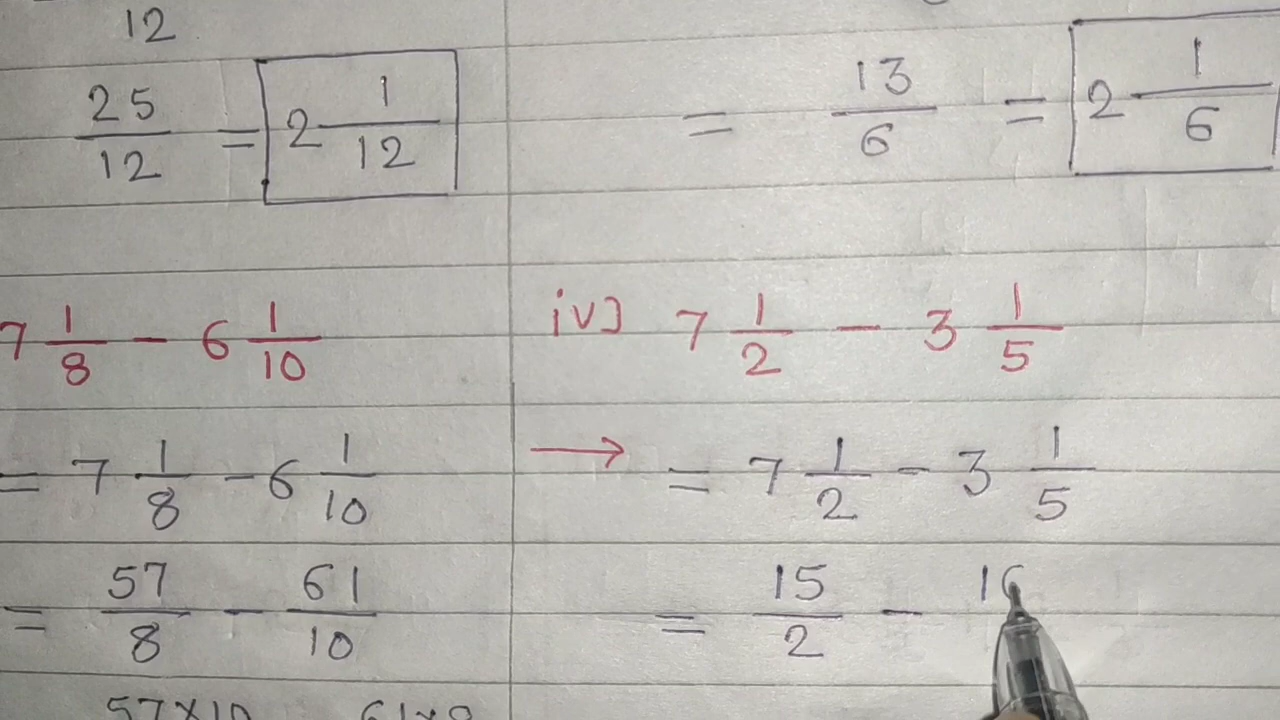 12
25/12 = 2 1/12
= 13/6 = 2 1/6
7 1/8 - 6 1/10
= 7 1/8 - 6 1/10
= 57/8 - 61/10
57×10
iv) 7 1/2 - 3 1/5
→ = 7 1/2 - 3 1/5
= 15/2 - 16